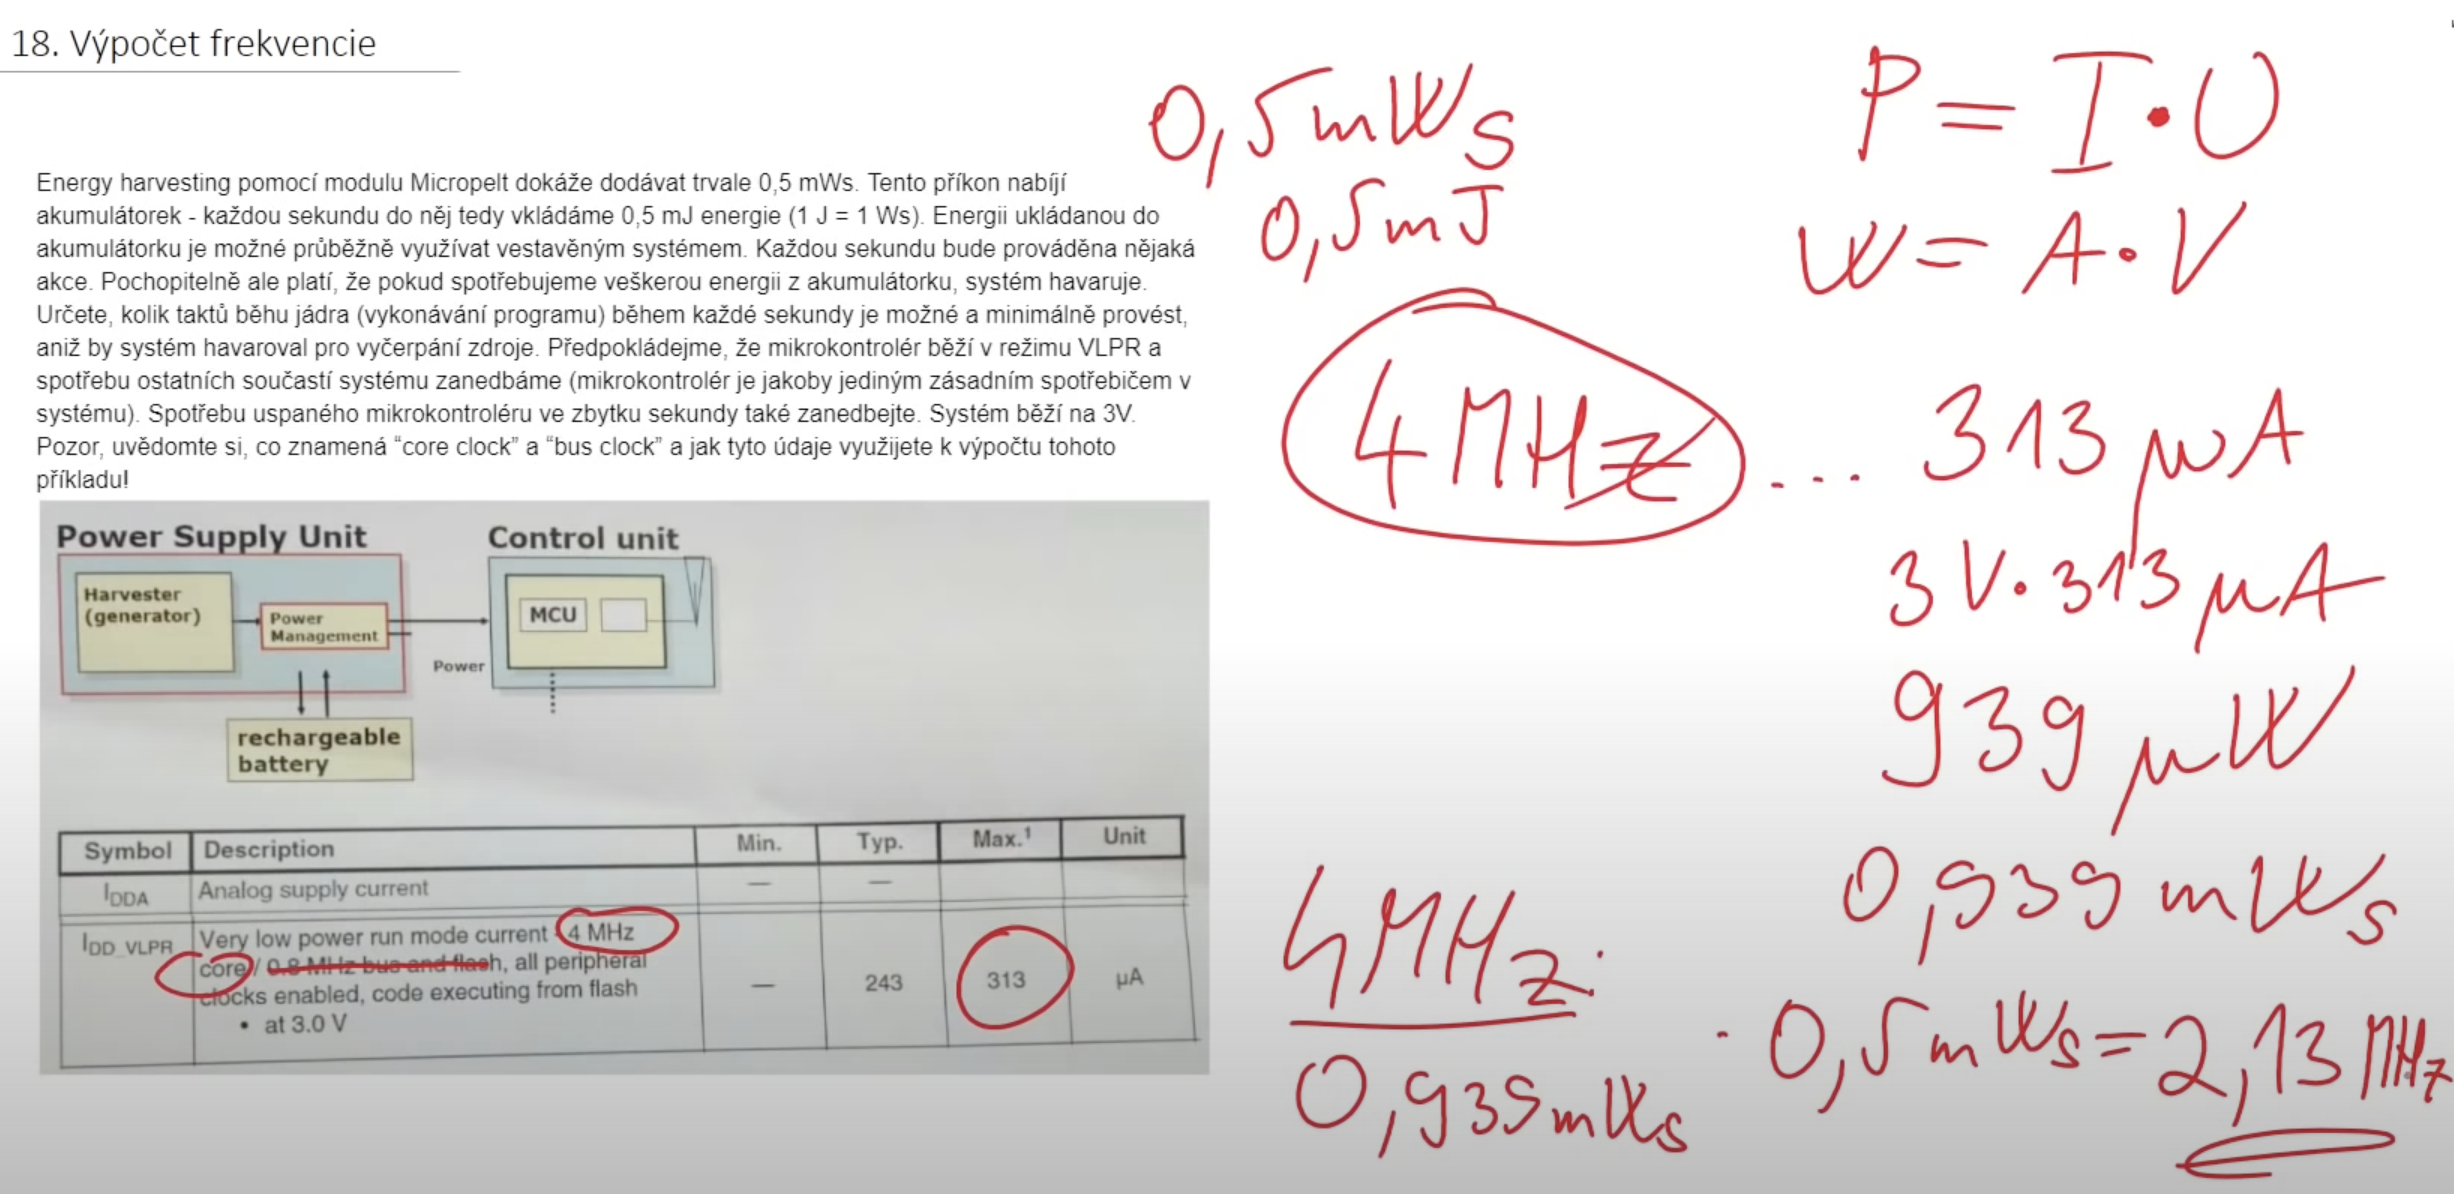 18. Výpočet frekvencie
Energy harvesting pomocí modulu Micropelt dokáže dodávat trvale 0,5 mWs. Tento příkon nabíjí
akumulátorek - každou sekundu do něj tedy vkládáme 0,5 mJ energie (1 J = 1 Ws). Energii ukládanou do
akumulátorku je možné průběžně využívat vestavěným systémem. Každou sekundu bude prováděna nějaká
akce. Pochopitelně ale platí, že pokud spotřebujeme veškerou energii z akumulátorku, systém havaruje.
Určete, kolik taktů běhu jádra (vykonávání programu) během každé sekundy je možné a minimálně provést,
aniž by systém havaroval pro vyčerpání zdroje. Předpokládejme, že mikrokontrolér běží v režimu VLPR a
spotřebu ostatních součastí systému zanedbáme (mikrokontrolér je jakoby jediným zásadním spotřebičem v
systému). Spotřebu uspaného mikrokontroléru ve zbytku sekundy také zanedbejte. Systém běží na 3V.
Pozor, uvědomte si, co znamená “core clock” a “bus clock” a jak tyto údaje využijete k výpočtu tohoto
příkladu!
Power Supply Unit
Control unit
Harvester
(generator)
Power
Management
MCU
Power
rechargeable
battery
Symbol Description Min. Typ. Max.¹ Unit
IDDA Analog supply current — —
IDD_VLPR Very low power run mode current - 4 MHz
core / 0.8 MHz bus and flash, all peripheral
clocks enabled, code executing from flash — 243 313 µA
• at 3.0 V
0,5 mWs
0,5 mJ
P = I · U
W = A · V
4 MHz ... 313 µA
3 V · 313 µA
939 µW
0,939 mWs
4 MHz
0,939 mWs
· 0,5 mWs = 2,13 MHz